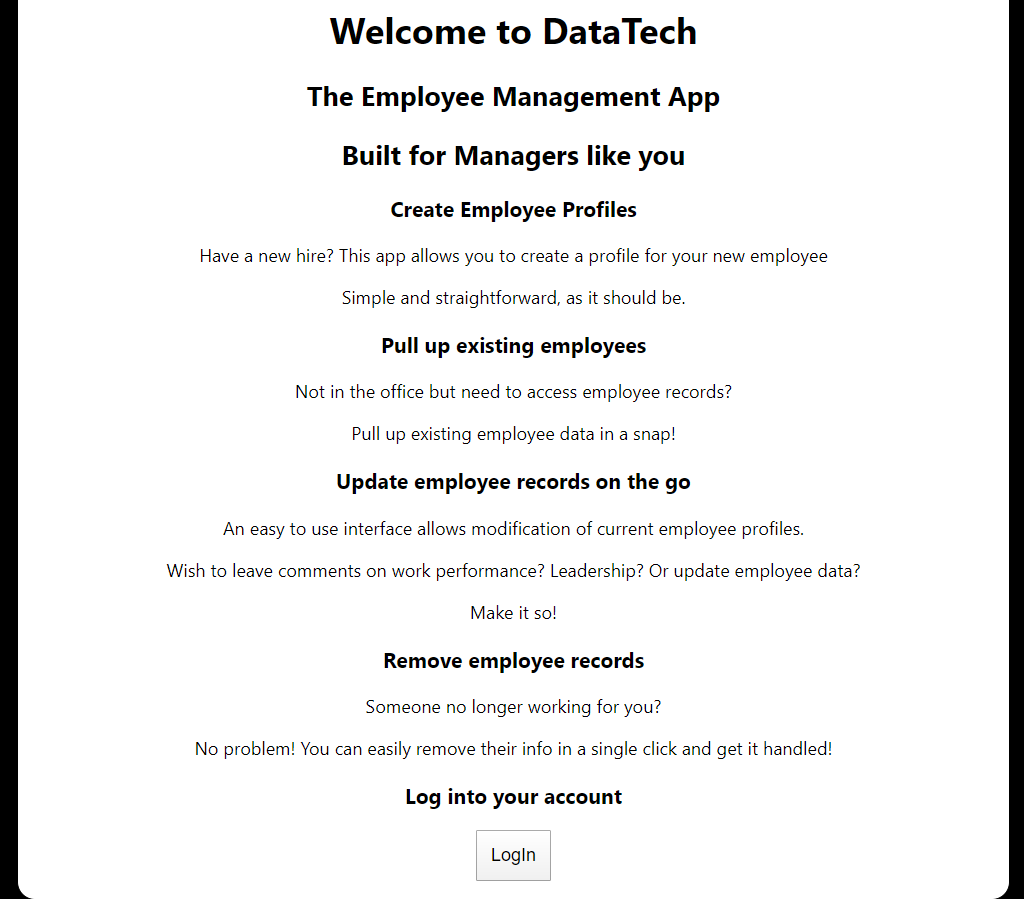 Welcome to DataTech
The Employee Management App
Built for Managers like you
Create Employee Profiles
Have a new hire? This app allows you to create a profile for your new employee
Simple and straightforward, as it should be.
Pull up existing employees
Not in the office but need to access employee records?
Pull up existing employee data in a snap!
Update employee records on the go
An easy to use interface allows modification of current employee profiles.
Wish to leave comments on work performance? Leadership? Or update employee data?
Make it so!
Remove employee records
Someone no longer working for you?
No problem! You can easily remove their info in a single click and get it handled!
Log into your account
LogIn